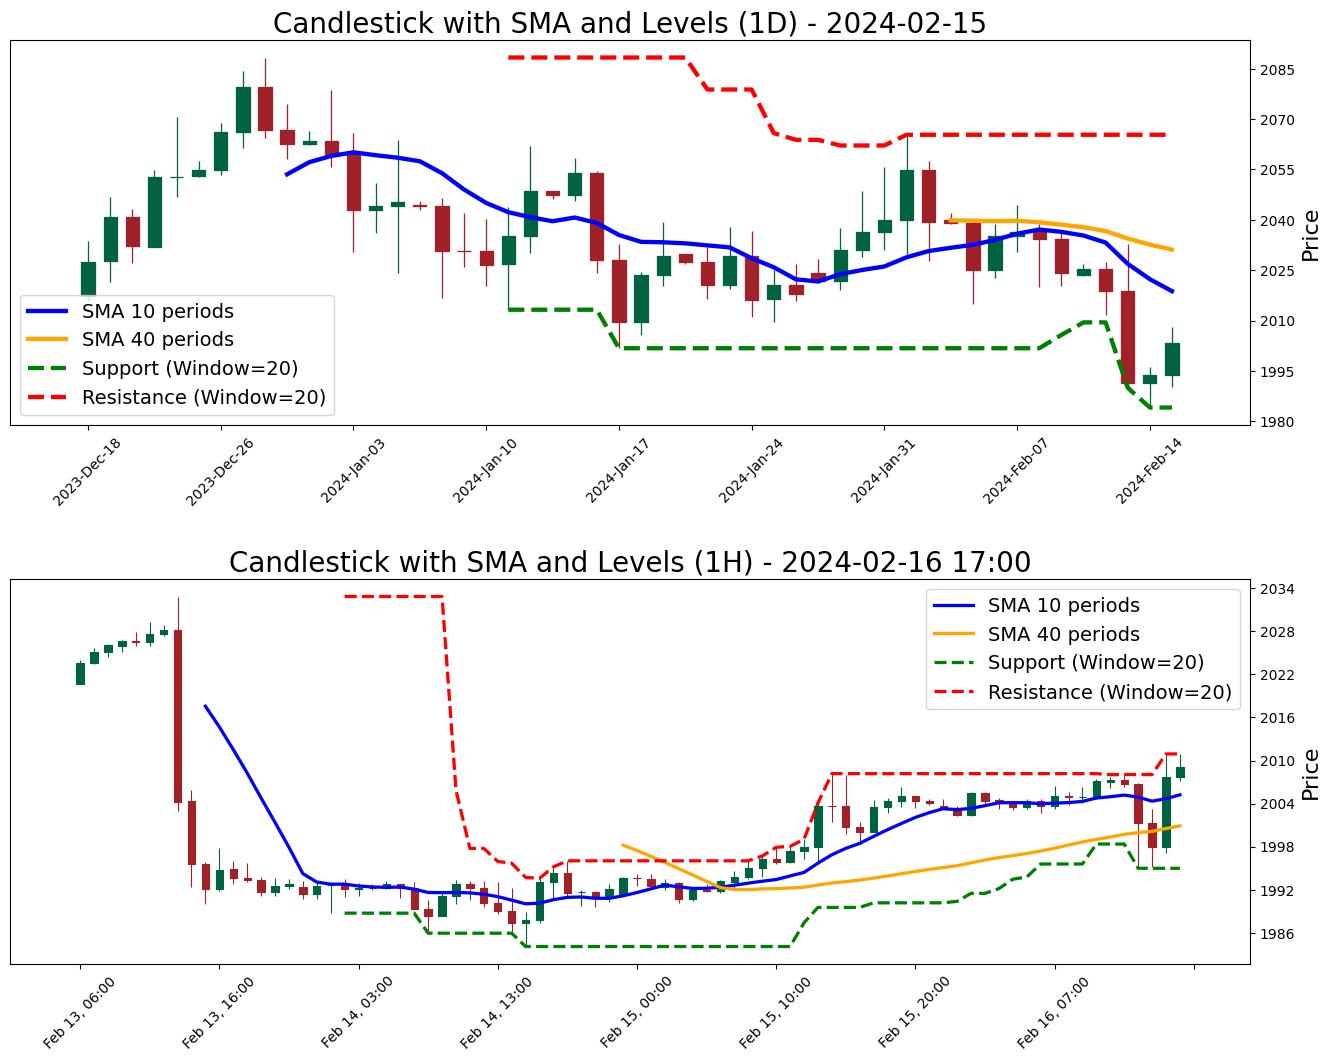 Candlestick with SMA and Levels (1D) - 2024-02-15
2085
2070
2055
2040
2025
2010
1995
1980
Price
SMA 10 periods
SMA 40 periods
Support (Window=20)
Resistance (Window=20)
2023-Dec-18
2023-Dec-26
2024-Jan-03
2024-Jan-10
2024-Jan-17
2024-Jan-24
2024-Jan-31
2024-Feb-07
2024-Feb-14
Candlestick with SMA and Levels (1H) - 2024-02-16 17:00
SMA 10 periods
SMA 40 periods
Support (Window=20)
Resistance (Window=20)
2034
2028
2022
2016
2010
2004
1998
1992
1986
Price
Feb 13, 06:00
Feb 13, 16:00
Feb 14, 03:00
Feb 14, 13:00
Feb 15, 00:00
Feb 15, 10:00
Feb 15, 20:00
Feb 16, 07:00